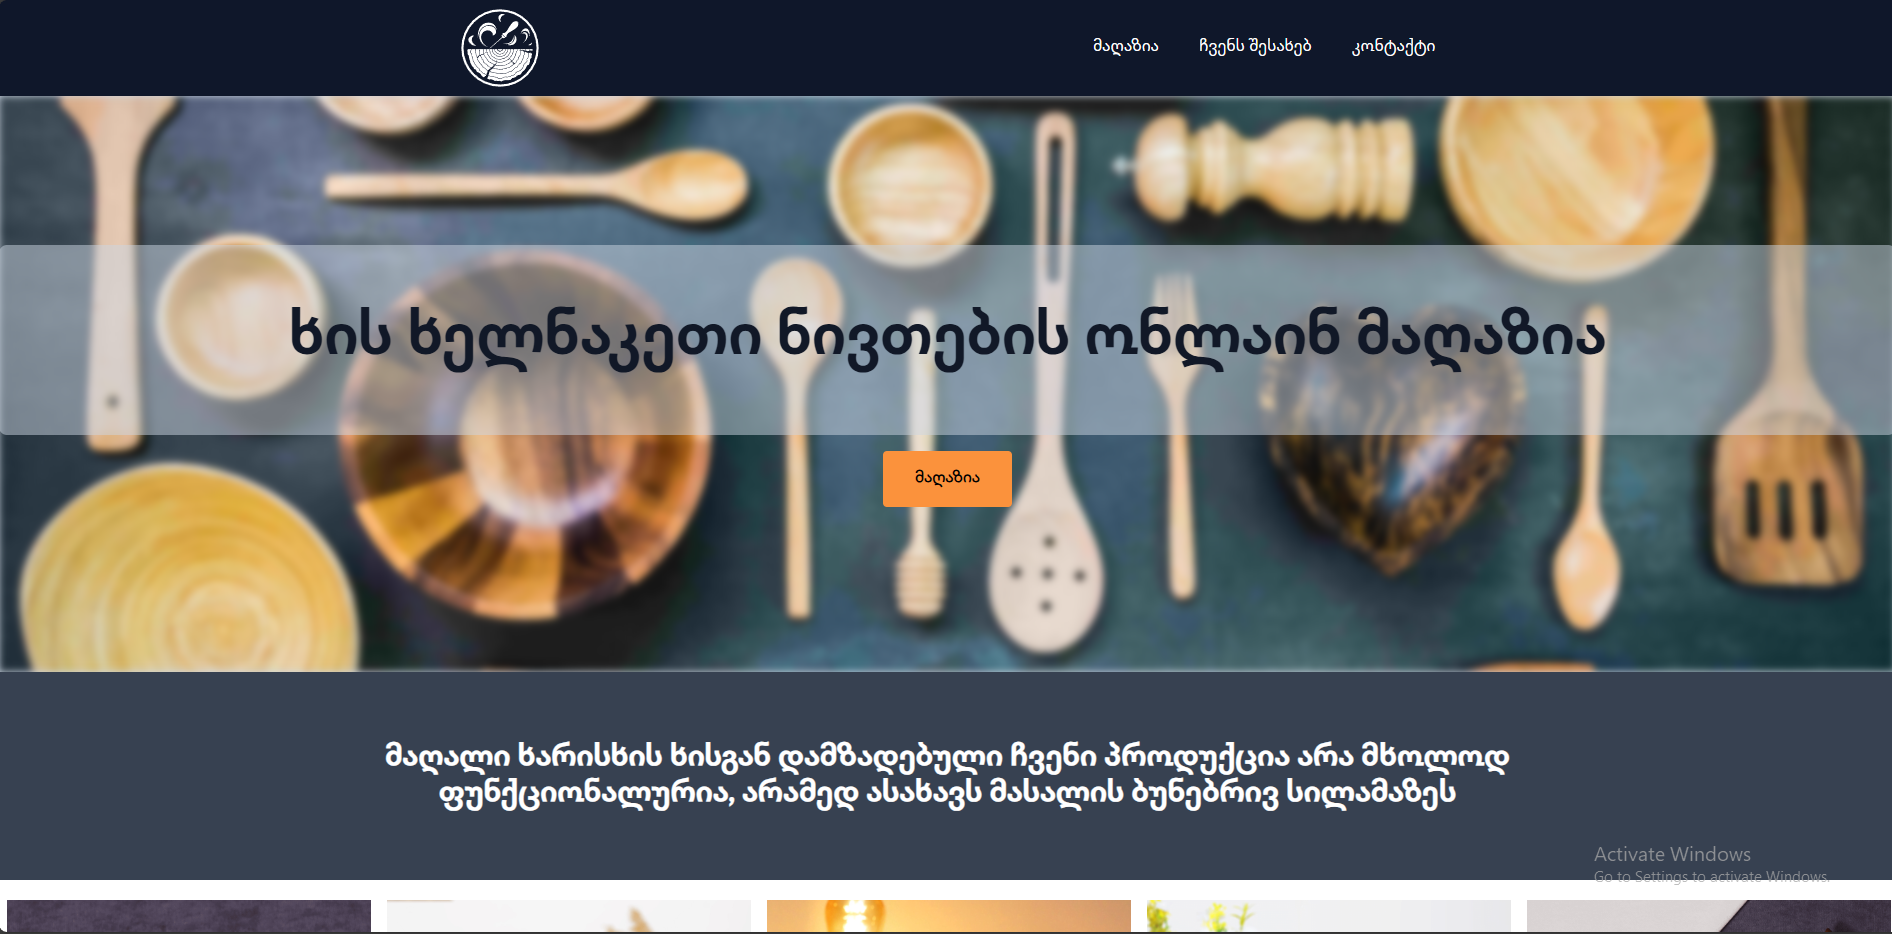 მაღაზია ჩვენს შესახებ კონტაქტი
ხის ხელნაკეთი ნივთების ონლაინ მაღაზია
მაღაზია
მაღალი ხარისხის ხისგან დამზადებული ჩვენი პროდუქცია არა მხოლოდ
ფუნქციონალურია, არამედ ასახავს მასალის ბუნებრივ სილამაზეს
Activate Windows
Go to Settings to activate Windows.